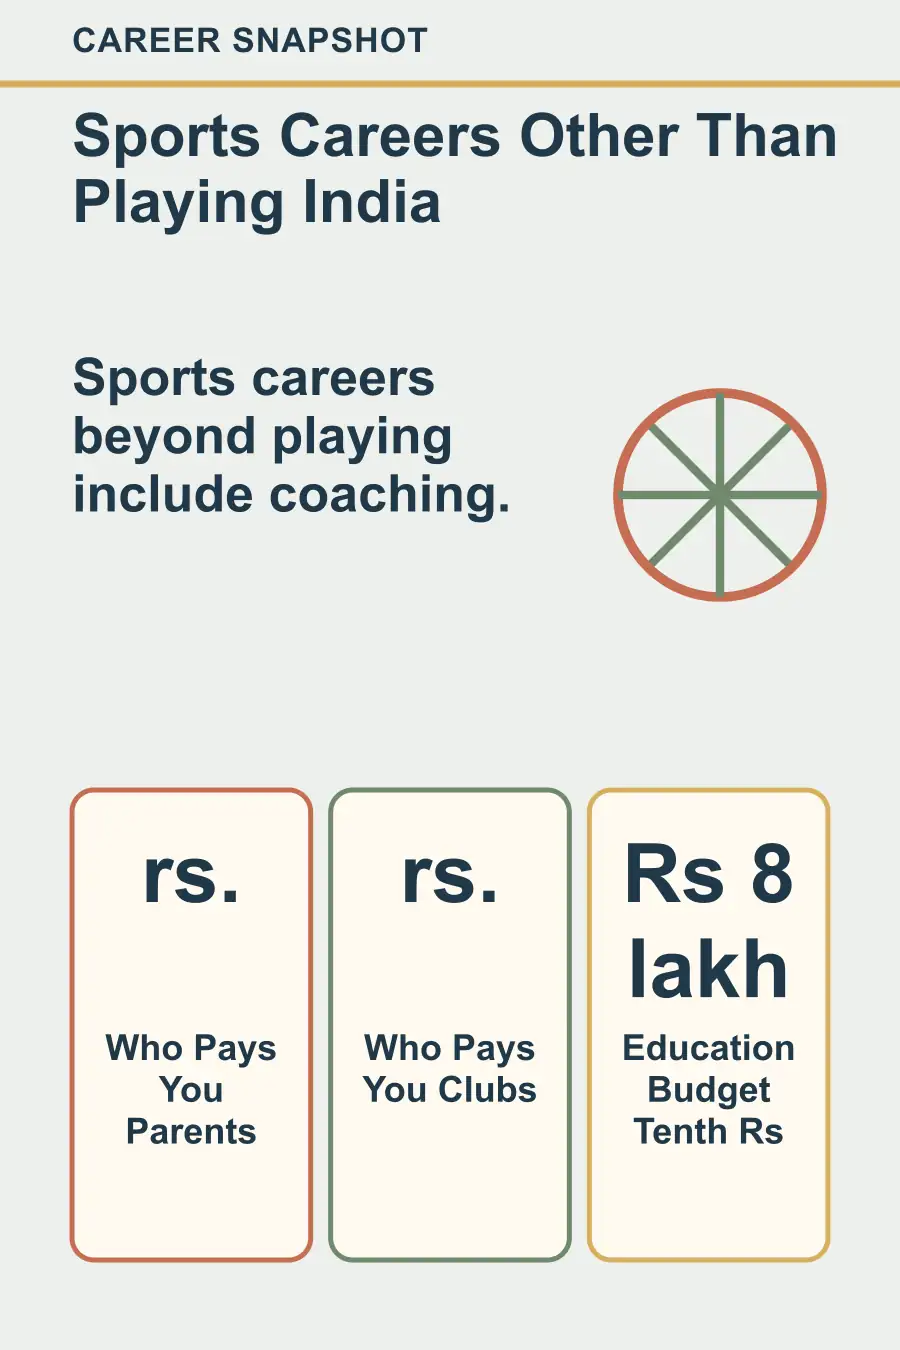 CAREER SNAPSHOT
Sports Careers Other Than
Playing India
Sports careers
beyond playing
include coaching.
rs.
Who Pays
You
Parents
rs.
Who Pays
You Clubs
Rs 8
lakh
Education
Budget
Tenth Rs